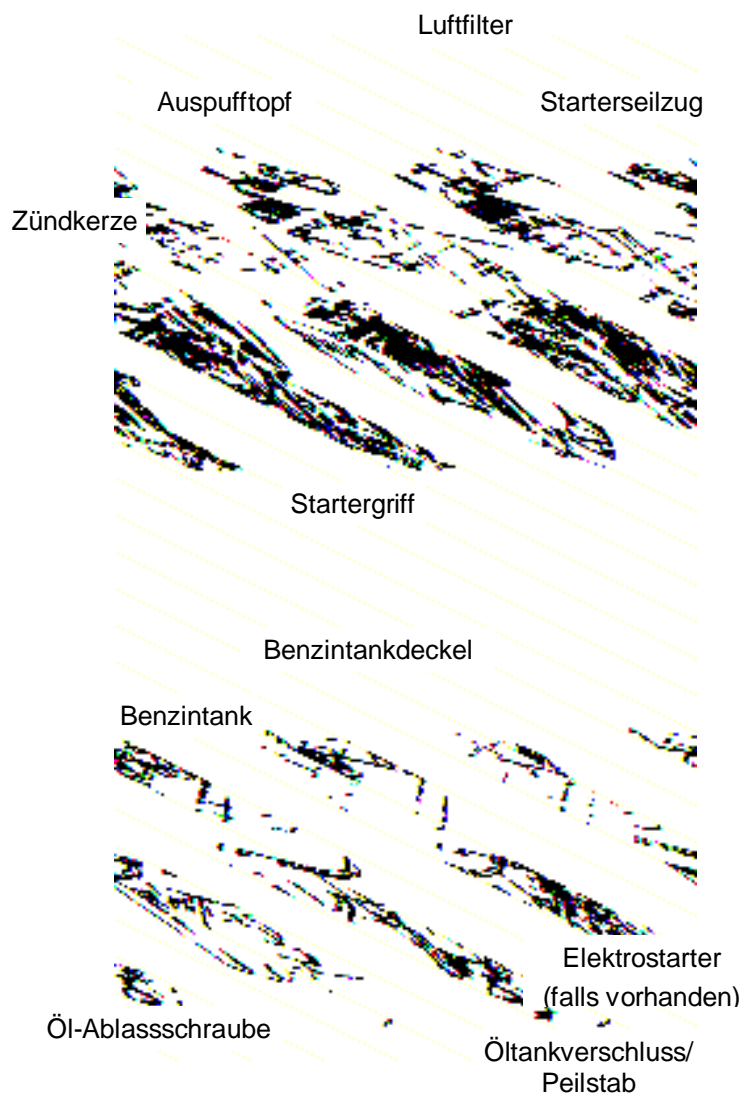 Luftfilter
Auspufftopf
Starterseilzug
Zündkerze
Startergriff
Benzintankdeckel
Benzintank
Elektrostarter
(falls vorhanden)
Öl-Ablassschraube
Öltankverschluss/
Peilstab